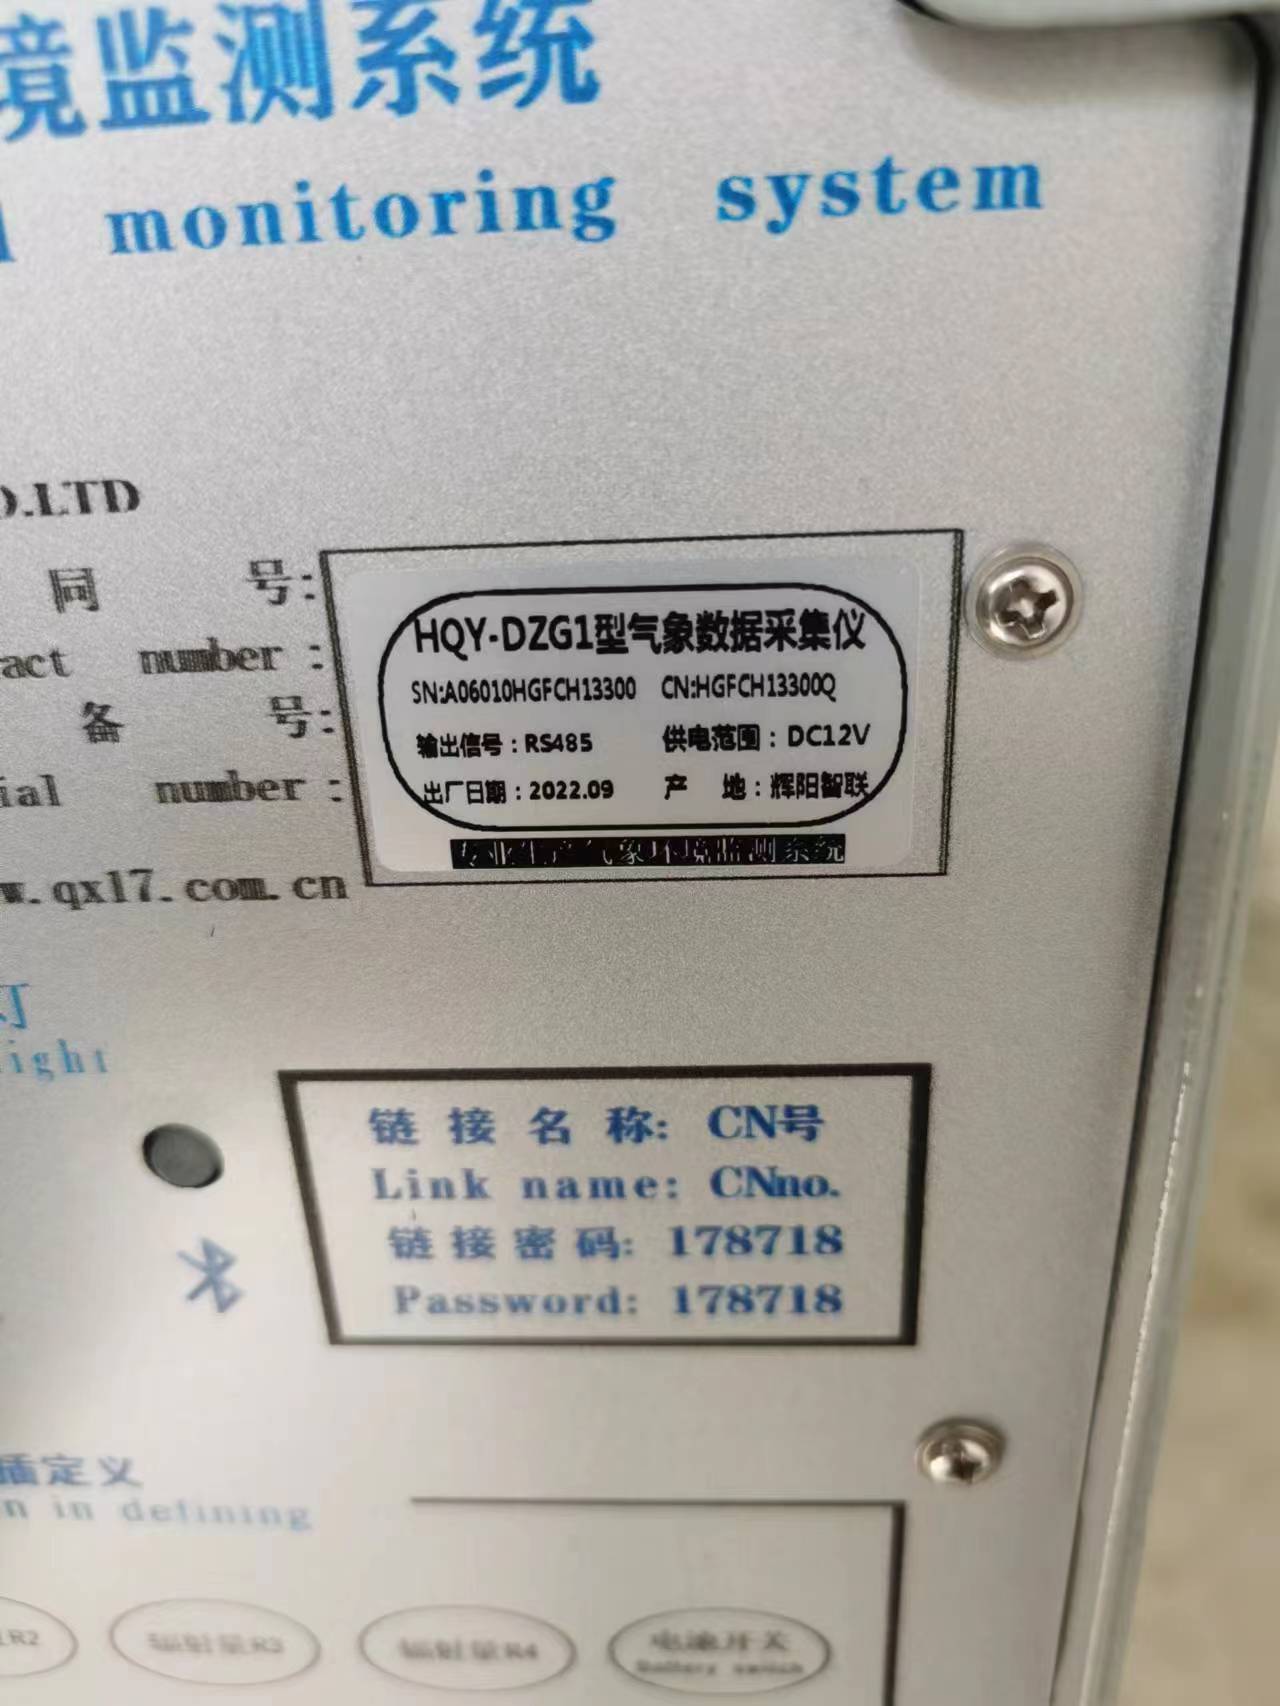 境监测系统
monitoring system
O.LTD
同 号:
act number:
备 号:
ial number:
w.qx17.com.cn
HQY-DZG1型气象数据采集仪
SN:A06010HGFCH13300 CN:HGFCH13300Q
输出信号:RS485 供电范围:DC12V
出厂日期:2022.09 产 地:辉阳智联
专业生产气象环境监测系统
灯
light
链接名称: CN号
Link name: CNno.
链接密码: 178718
Password: 178718
插定义
n in defining
R2 辐射量R3 辐射量R4 电池开关
Battery switch